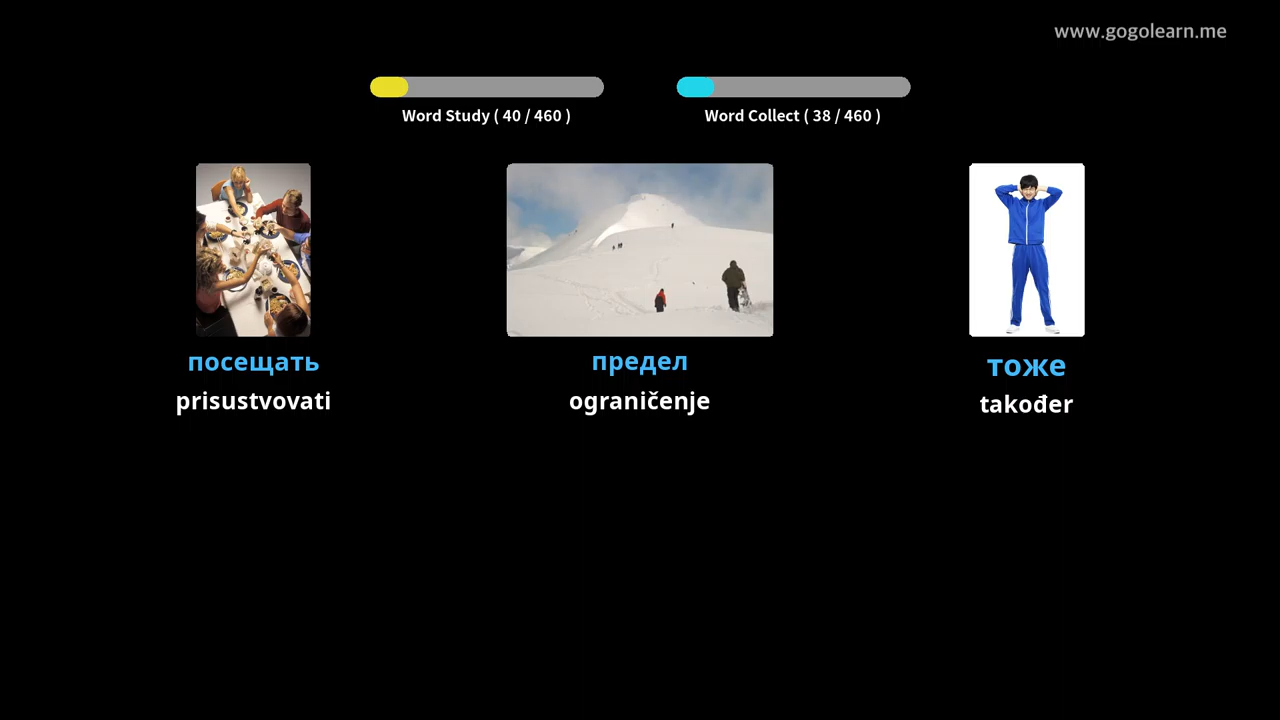 www.gogolearn.me
Word Study ( 40 / 460 )
Word Collect ( 38 / 460 )
посещать
prisustvovati
предел
ograničenje
тоже
također